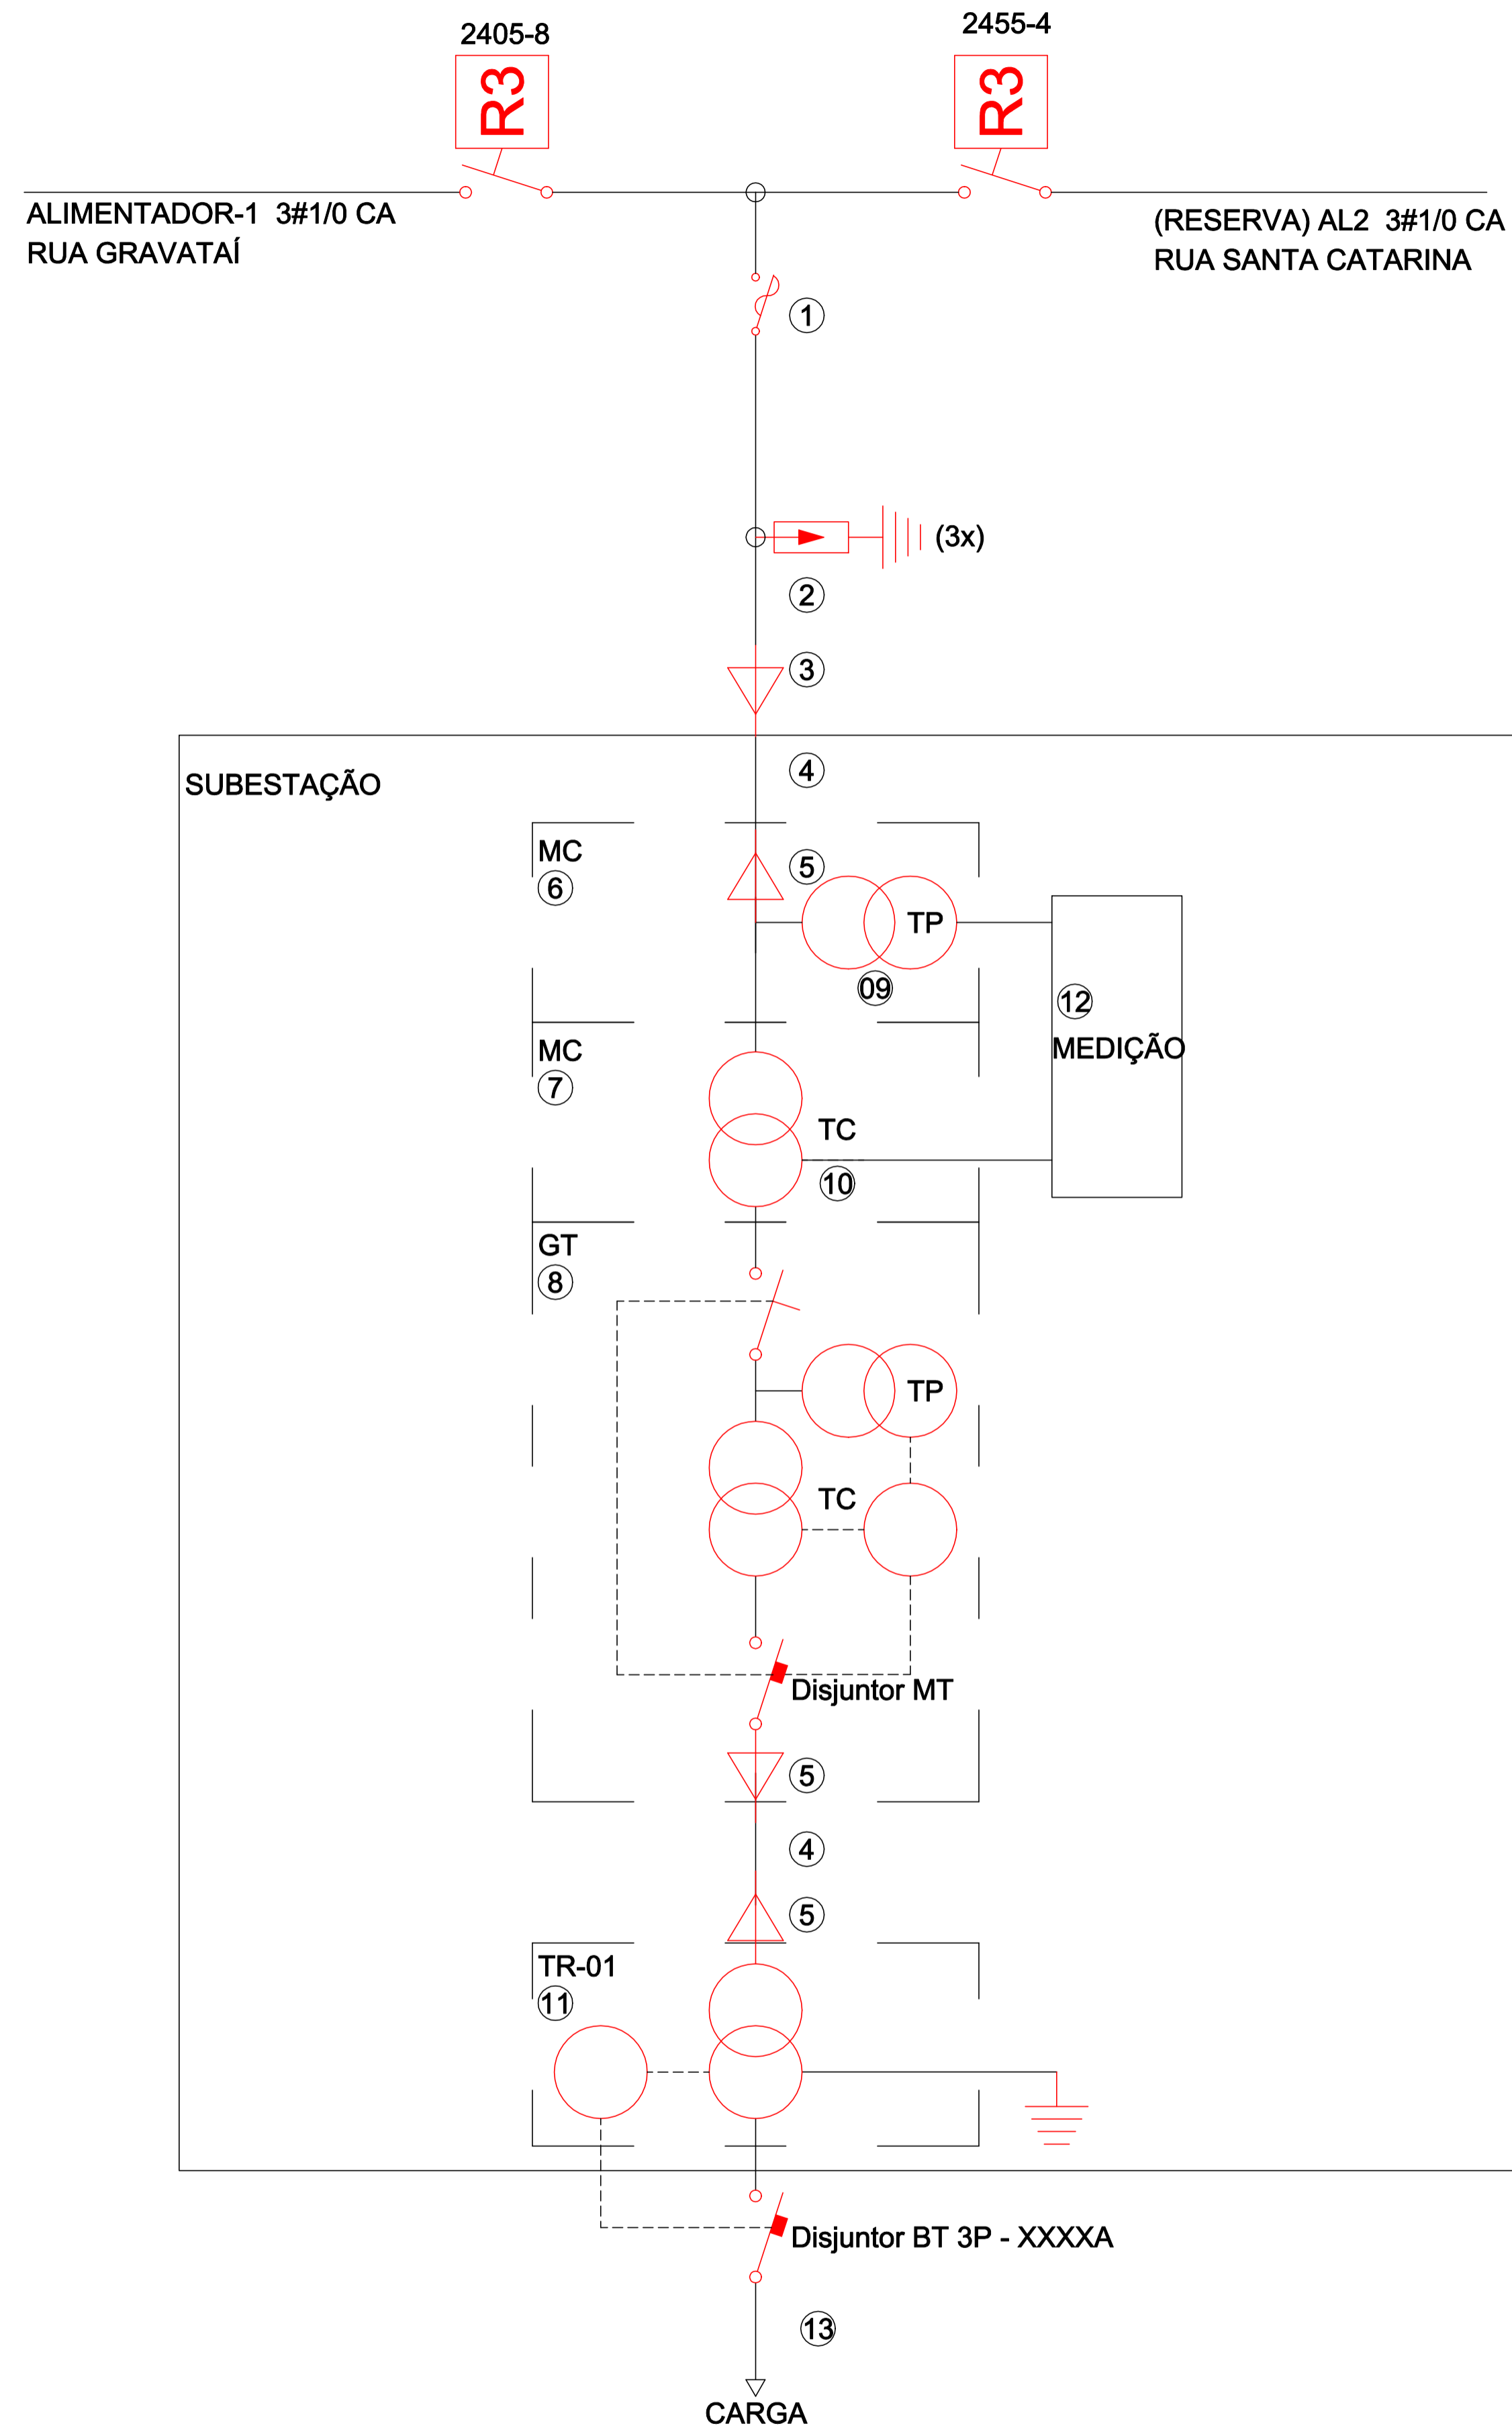 2405-8
2455-4
R3
R3
ALIMENTADOR-1 3#1/0 CA
RUA GRAVATAÍ
(RESERVA) AL2 3#1/0 CA
RUA SANTA CATARINA
1
(3x)
2
3
SUBESTAÇÃO
4
MC
6
5
TP
09
12
MEDIÇÃO
MC
7
TC
10
GT
8
TP
TC
Disjuntor MT
5
4
5
TR-01
11
Disjuntor BT 3P - XXXXA
13
CARGA